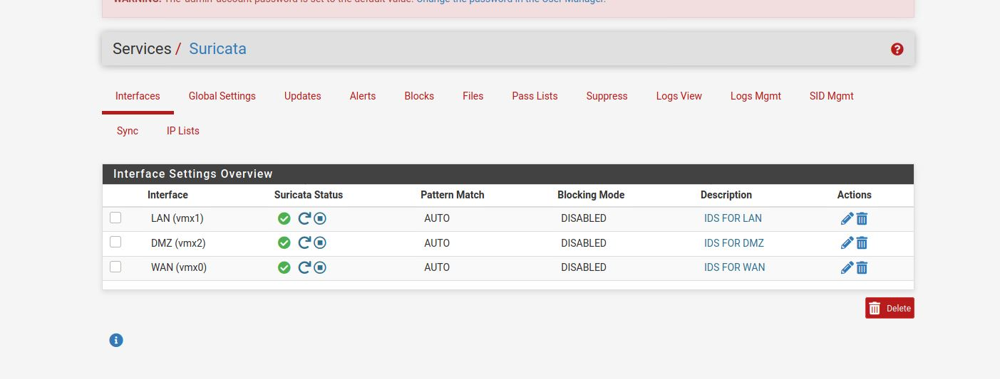 WARNING: The 'admin' account password is set to the default value. Change the password in the User Manager.
Services / Suricata
Interfaces Global Settings Updates Alerts Blocks Files Pass Lists Suppress Logs View Logs Mgmt SID Mgmt
Sync IP Lists
Interface Settings Overview
Interface Suricata Status Pattern Match Blocking Mode Description Actions
LAN (vmx1) AUTO DISABLED IDS FOR LAN
DMZ (vmx2) AUTO DISABLED IDS FOR DMZ
WAN (vmx0) AUTO DISABLED IDS FOR WAN
Delete